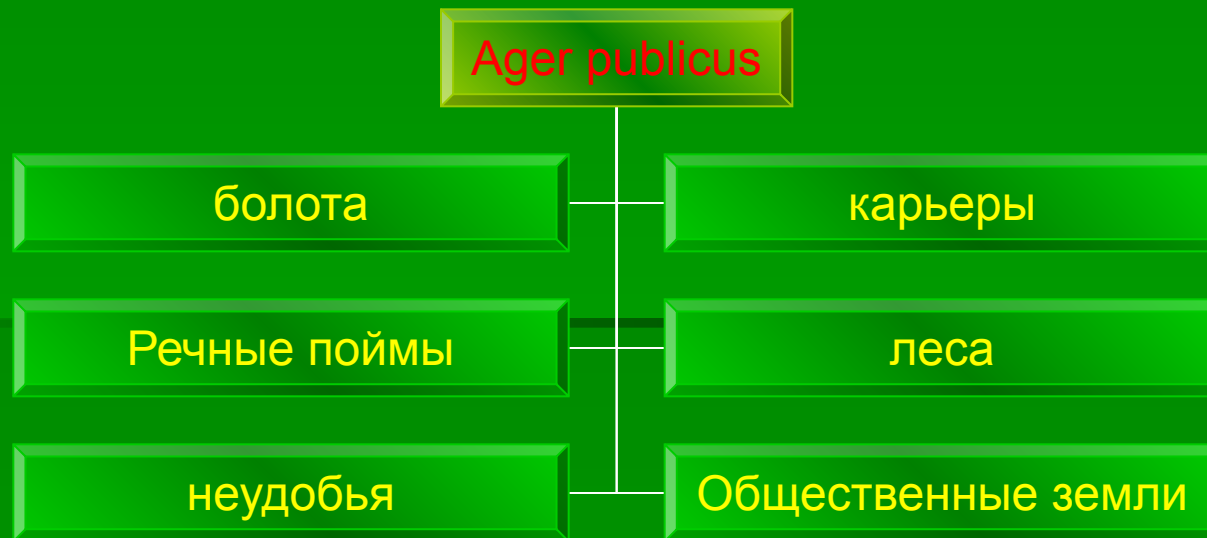 Ager publicus
болота
карьеры
Речные поймы
леса
неудобья
Общественные земли